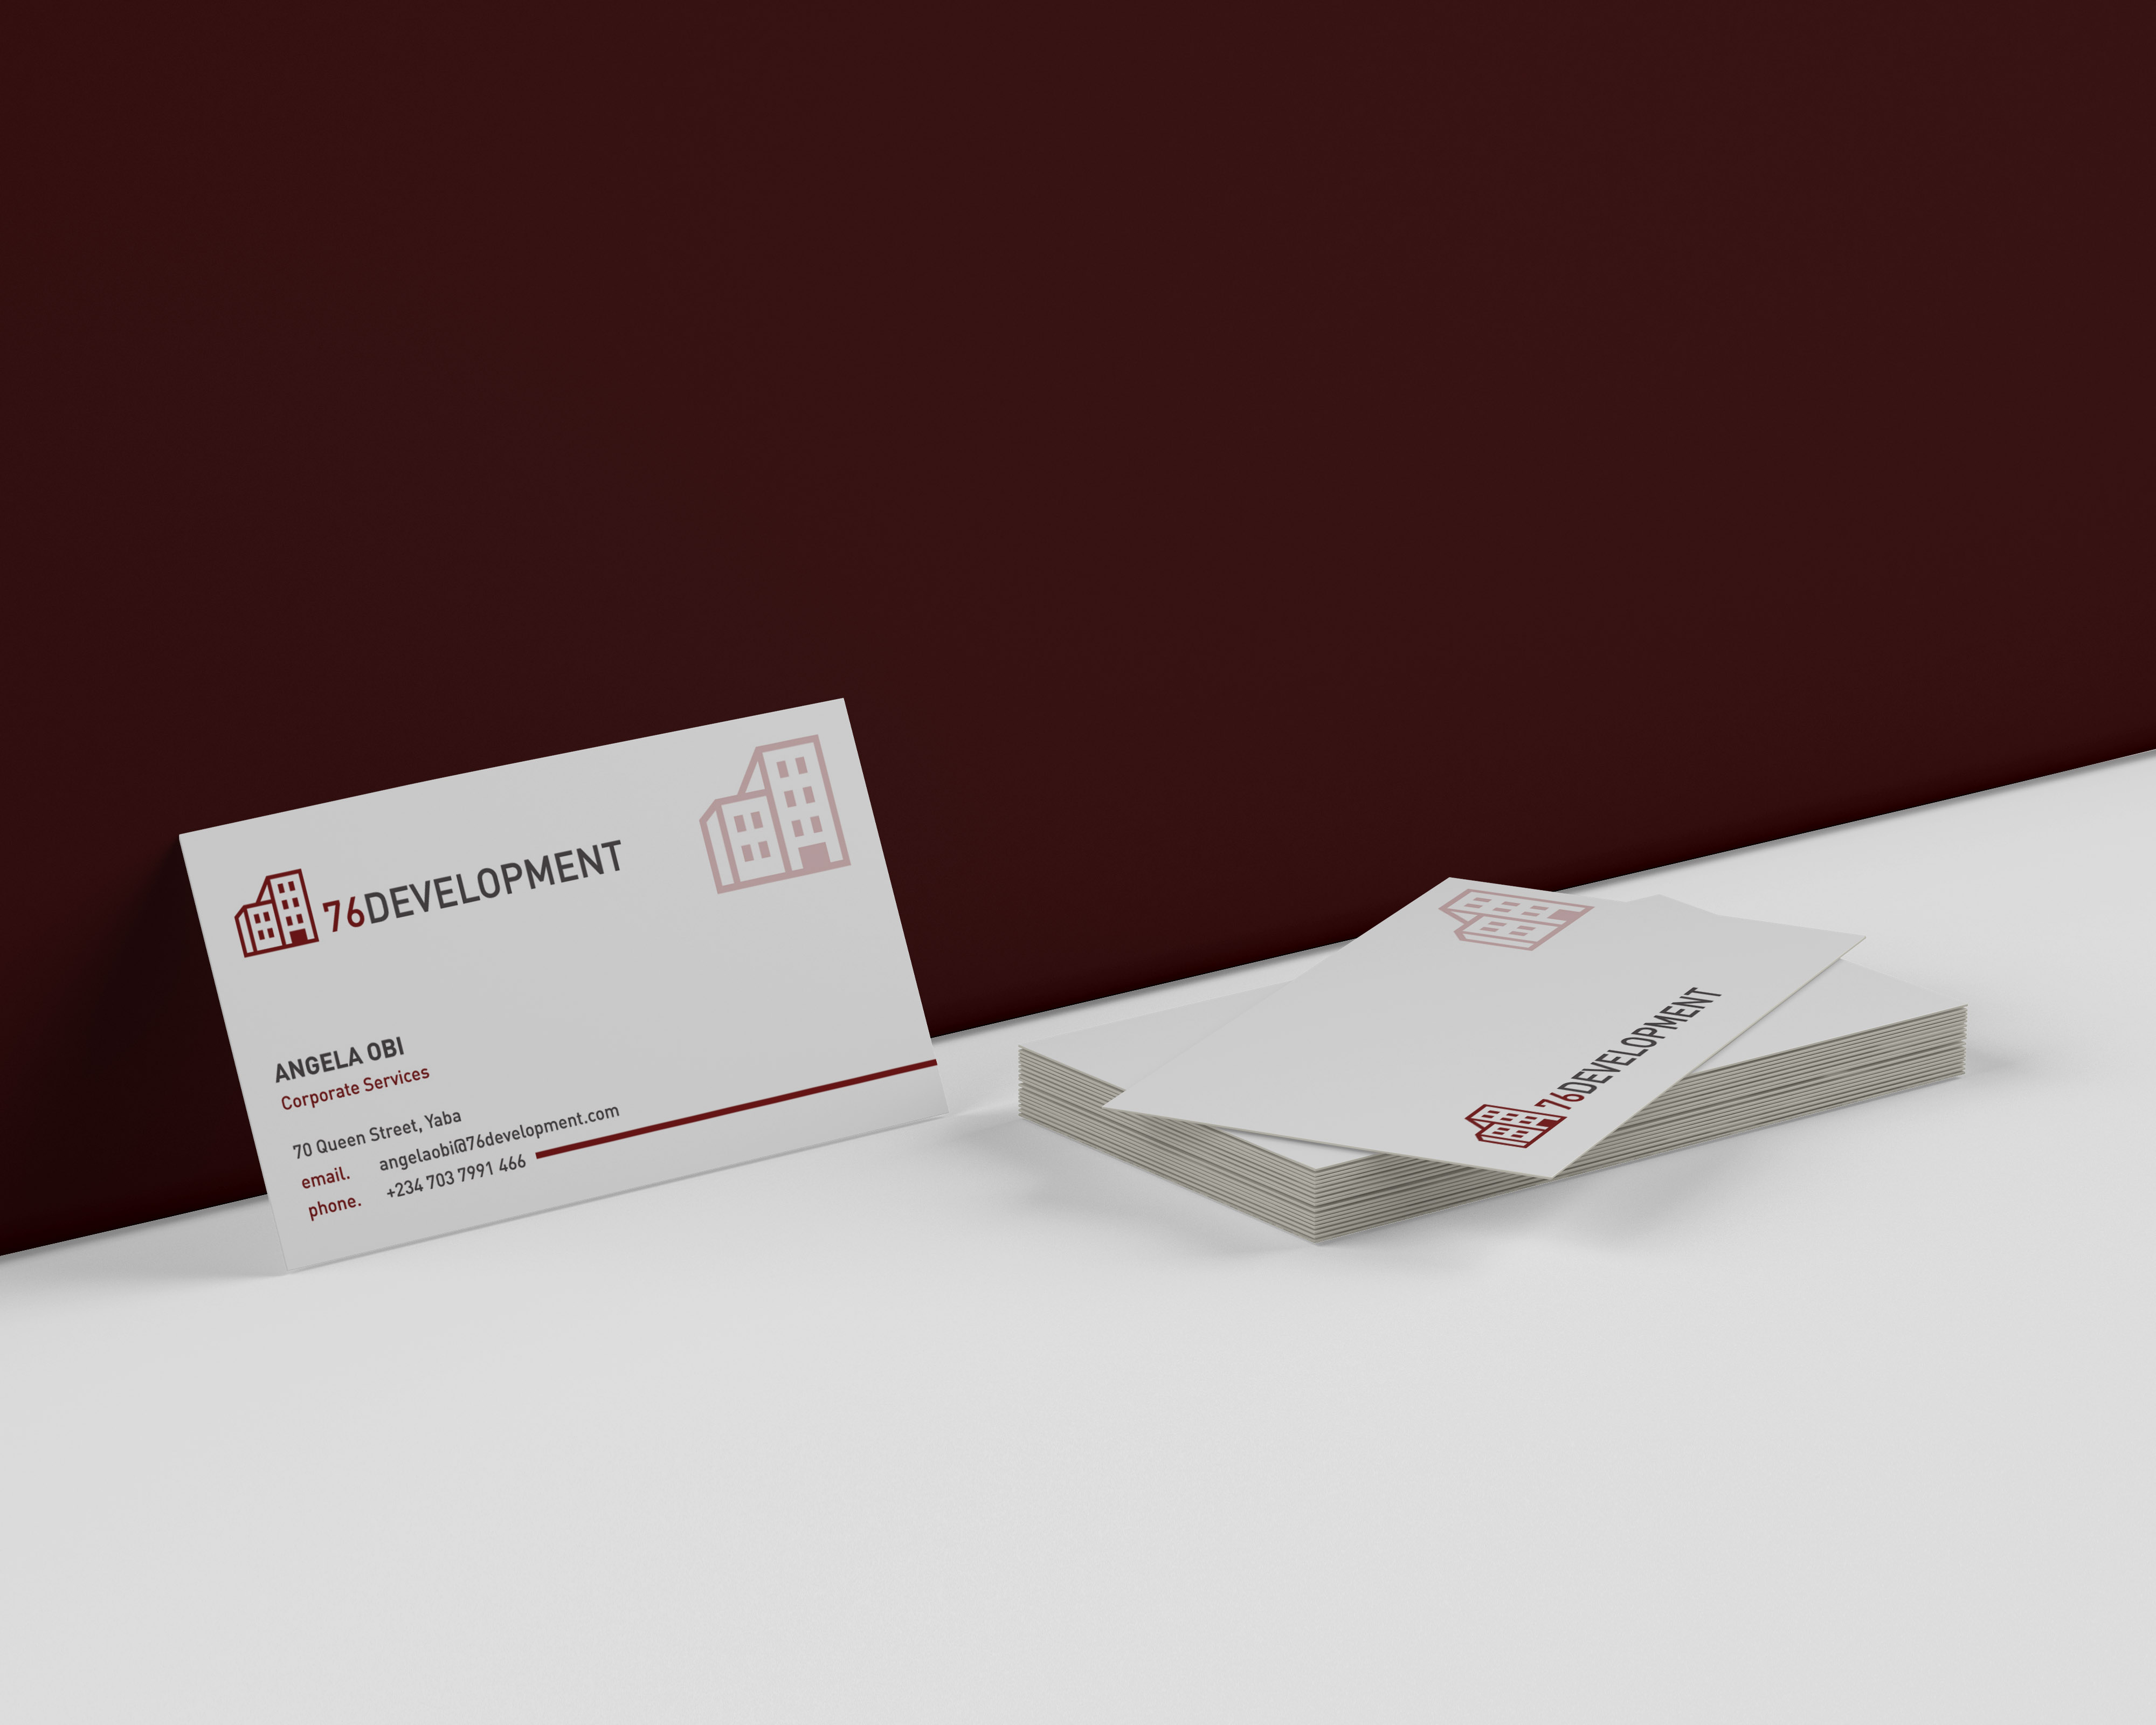 76DEVELOPMENT
ANGELA OBI
Corporate Services
70 Queen Street, Yaba
email. angelaobi@76development.com
phone. +234 703 7991 466
76DEVELOPMENT